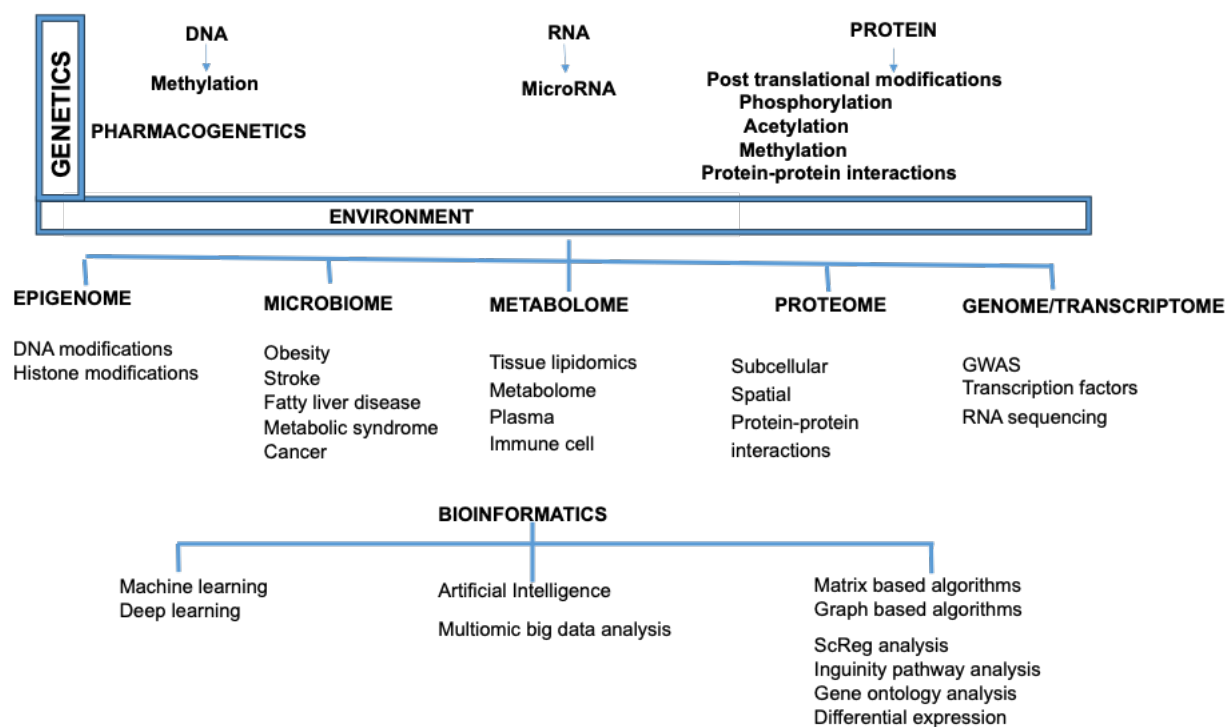 GENETICS
DNA
Methylation
PHARMACOGENETICS
RNA
MicroRNA
PROTEIN
Post translational modifications
Phosphorylation
Acetylation
Methylation
Protein-protein interactions
ENVIRONMENT
EPIGENOME
DNA modifications
Histone modifications
MICROBIOME
Obesity
Stroke
Fatty liver disease
Metabolic syndrome
Cancer
METABOLOME
Tissue lipidomics
Metabolome
Plasma
Immune cell
PROTEOME
Subcellular
Spatial
Protein-protein
interactions
GENOME/TRANSCRIPTOME
GWAS
Transcription factors
RNA sequencing
BIOINFORMATICS
Machine learning
Deep learning
Artificial Intelligence
Multiomic big data analysis
Matrix based algorithms
Graph based algorithms
ScReg analysis
Inguinity pathway analysis
Gene ontology analysis
Differential expression